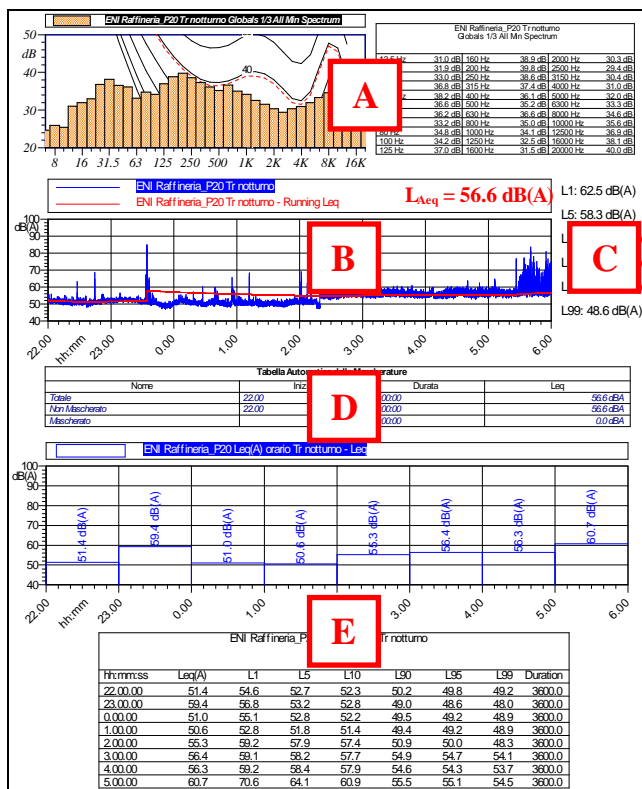 ENI Raffineria_P20 Tr notturno Globals 1/3 All Min Spectrum
50
dB
40
30
20
40
8 16 31.5 63 125 250 500 1K 2K 4K 8K 16K
A
ENI Raffineria_P20 Tr notturno
Globals 1/3 All Min Spectrum
12.5 Hz 31.0 dB 160 Hz 38.9 dB 2000 Hz 30.3 dB
31.9 dB 200 Hz 39.8 dB 2500 Hz 29.4 dB
33.0 dB 250 Hz 38.6 dB 3150 Hz 30.4 dB
36.8 dB 315 Hz 37.4 dB 4000 Hz 31.0 dB
38.2 dB 400 Hz 36.1 dB 5000 Hz 32.0 dB
36.6 dB 500 Hz 35.2 dB 6300 Hz 33.3 dB
36.2 dB 630 Hz 36.6 dB 8000 Hz 34.6 dB
33.2 dB 800 Hz 35.0 dB 10000 Hz 35.6 dB
80 Hz 34.8 dB 1000 Hz 34.1 dB 12500 Hz 36.9 dB
100 Hz 34.2 dB 1250 Hz 32.5 dB 16000 Hz 38.1 dB
125 Hz 37.0 dB 1600 Hz 31.5 dB 20000 Hz 40.0 dB
ENI Raffineria_P20 Tr notturno
ENI Raffineria_P20 Tr notturno - Running Leq
LAeq = 56.6 dB(A)
L1: 62.5 dB(A)
L5: 58.3 dB(A)
L99: 48.6 dB(A)
B
C
dB(A)
100
90
80
70
60
50
40
22.00 23.00 0.00 1.00 2.00 3.00 4.00 5.00 6.00
hh:mm
Nome Durata Leq
Totale 22.00 56.6 dBA
Non Mascherato 22.00 56.6 dBA
Mascherato 0.0 dBA
D
ENI Raffineria_P20 Leq(A) orario Tr notturno - Leq
dB(A)
100
90
80
70
60
50
40
51.4 dB(A) 59.4 dB(A) 51.0 dB(A) 50.6 dB(A) 55.3 dB(A) 56.4 dB(A) 56.3 dB(A) 60.7 dB(A)
22.00 23.00 0.00 1.00 3.00 4.00 5.00 6.00
hh:mm
E
ENI Raffineria_P Tr notturno
hh:mm:ss Leq(A) L1 L5 L10 L90 L95 L99 Duration
22.00.00 51.4 54.6 52.7 52.3 50.2 49.8 49.2 3600.0
23.00.00 59.4 56.8 53.2 52.8 49.0 48.6 48.0 3600.0
0.00.00 51.0 55.1 52.8 52.2 49.5 49.2 48.9 3600.0
1.00.00 50.6 52.8 51.8 51.4 49.4 49.2 48.9 3600.0
2.00.00 55.3 59.2 57.9 57.4 50.9 50.0 48.3 3600.0
3.00.00 56.4 59.1 58.2 57.7 54.9 54.7 54.1 3600.0
4.00.00 56.3 59.2 58.4 57.9 54.6 54.3 53.7 3600.0
5.00.00 60.7 70.6 64.1 60.9 55.5 55.1 54.5 3600.0